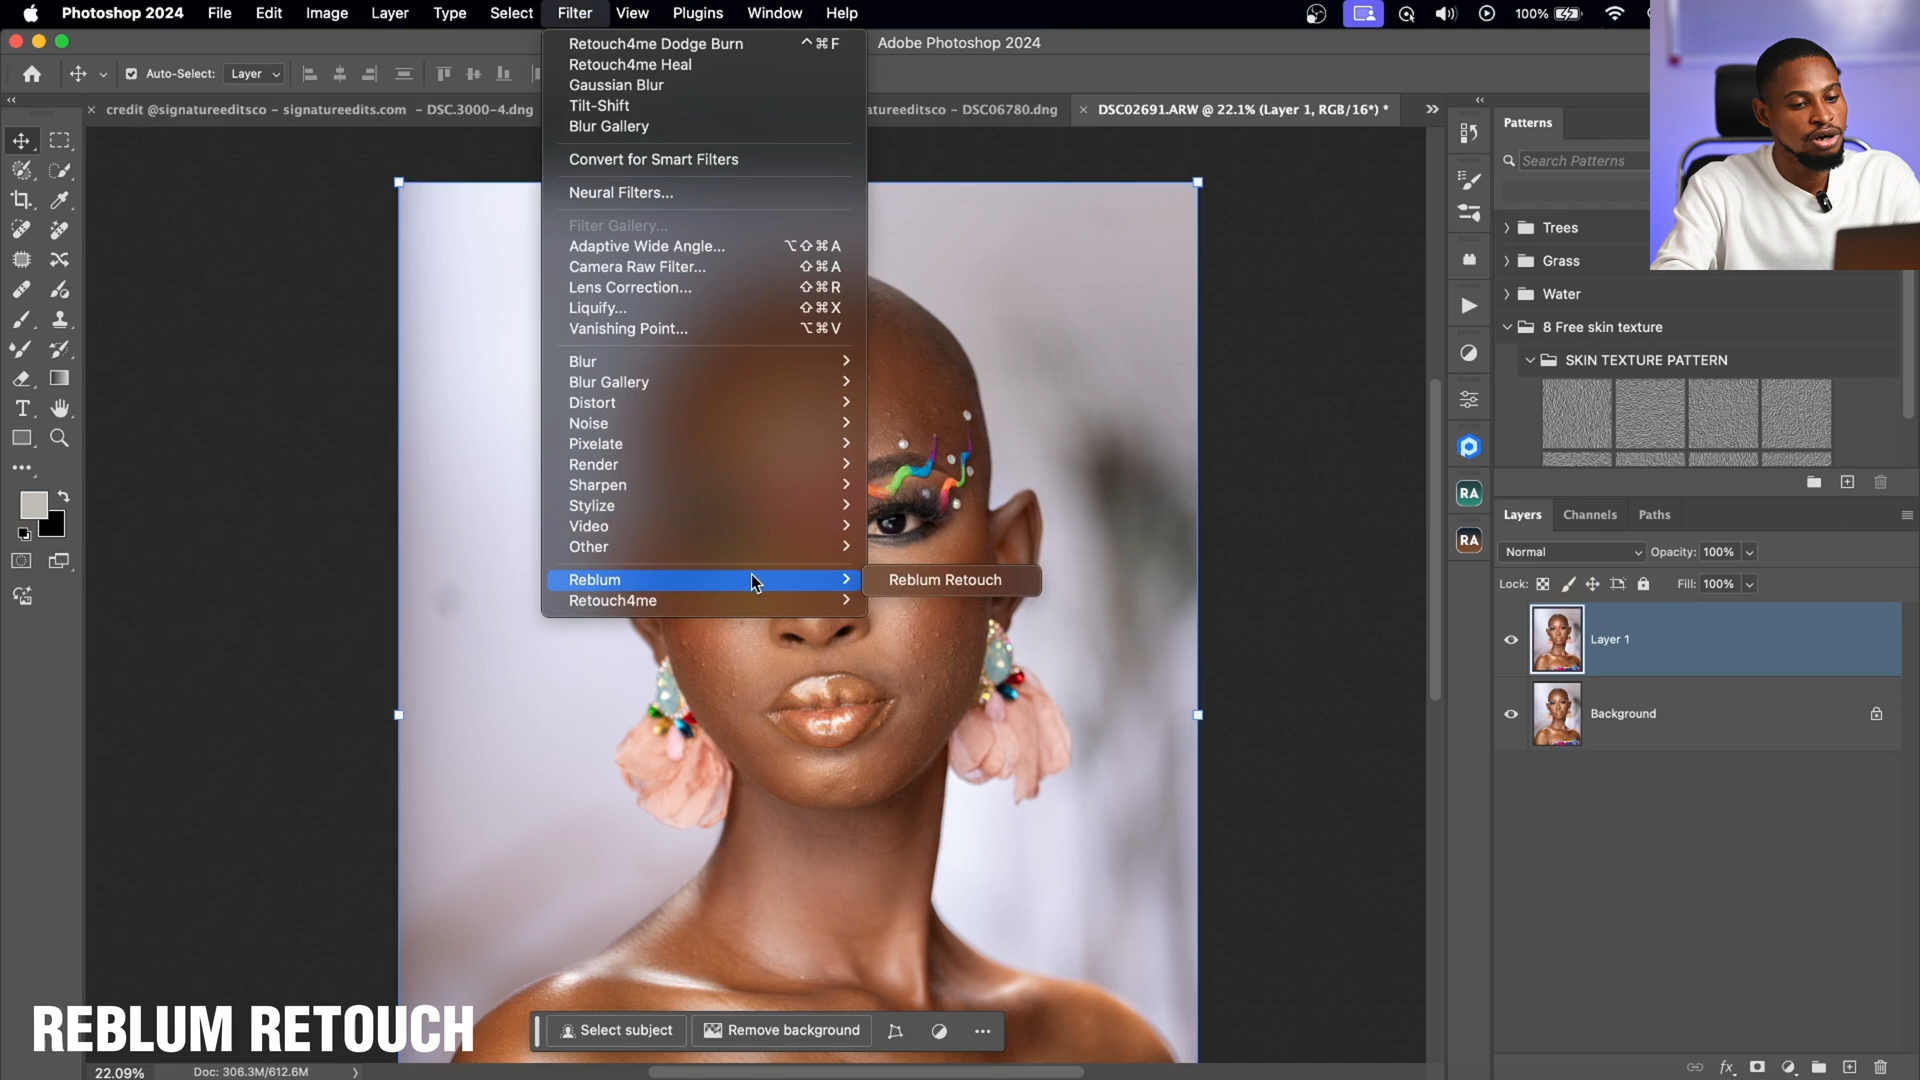 Photoshop 2024 File Edit Image Layer Type Select Filter View Plugins Window Help 100%
Adobe Photoshop 2024
Auto-Select: Layer
credit @signatureeditsco – signatureedits.com – DSC.3000-4.dng
natureeditsco – DSC06780.dng
DSC02691.ARW @ 22.1% (Layer 1, RGB/16*) *
Retouch4me Dodge Burn ^⌘F
Retouch4me Heal
Gaussian Blur
Tilt-Shift
Blur Gallery
Convert for Smart Filters
Neural Filters...
Filter Gallery...
Adaptive Wide Angle... ⌥⇧⌘A
Camera Raw Filter... ⇧⌘A
Lens Correction... ⇧⌘R
Liquify... ⇧⌘X
Vanishing Point... ⌥⌘V
Blur
Blur Gallery
Distort
Noise
Pixelate
Render
Sharpen
Stylize
Video
Other
Reblum
Reblum Retouch
Retouch4me
Patterns
Search Patterns
Trees
Grass
Water
8 Free skin texture
SKIN TEXTURE PATTERN
RA
RA
Layers Channels Paths
Normal Opacity: 100%
Lock: Fill: 100%
Layer 1
Background
fx
Select subject Remove background
REBLUM RETOUCH
22.09% Doc: 306.3M/612.6M